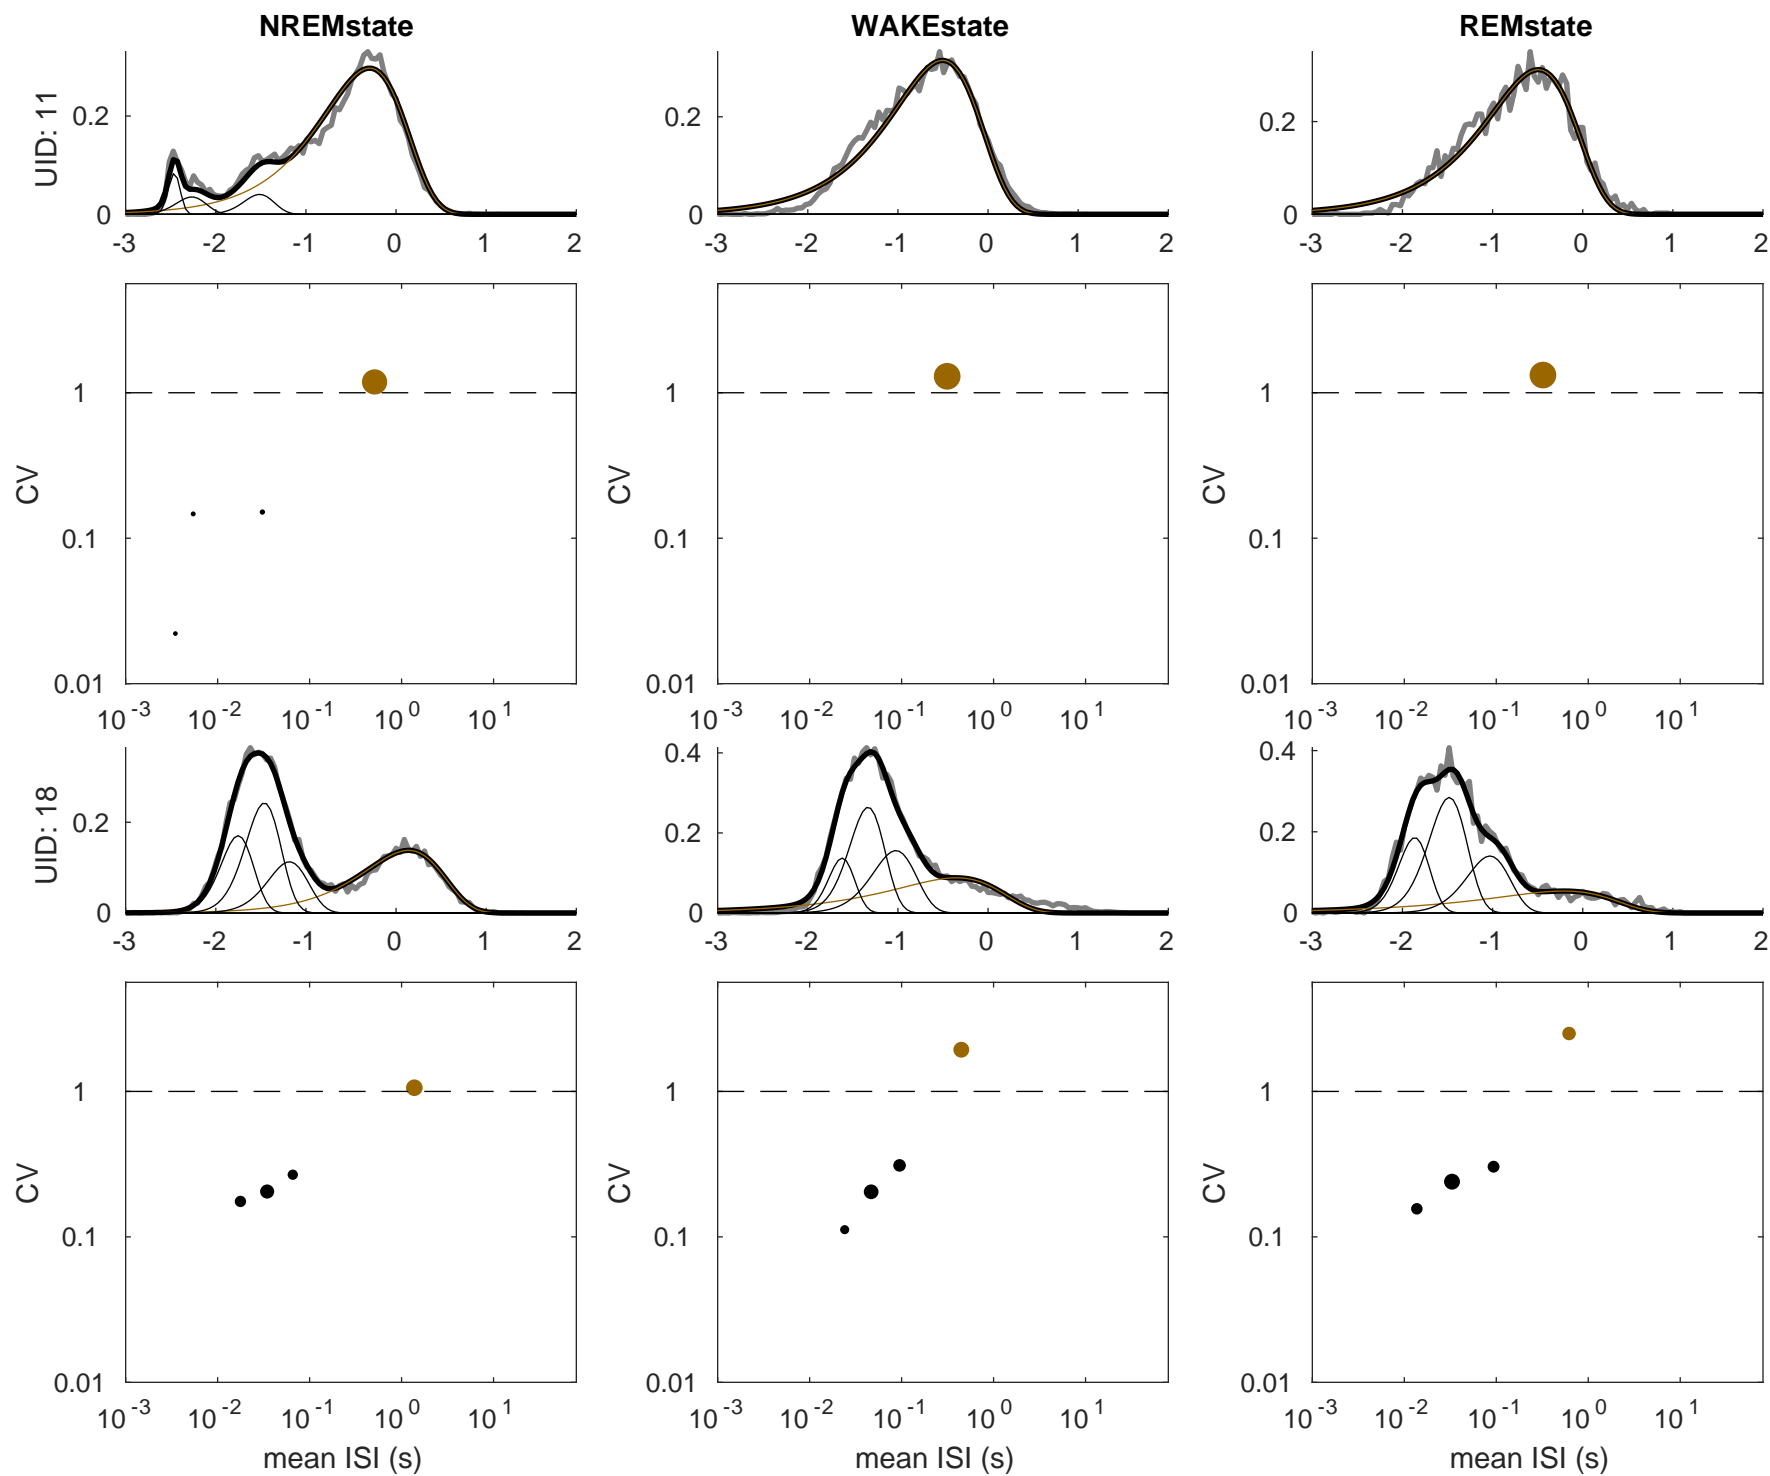 NREMstate WAKEstate REMstate
UID: 11
0.2 0.2 0.2
0 0 0
-3 -2 -1 0 1 2 -3 -2 -1 0 1 2 -3 -2 -1 0 1 2
CV CV CV
1 1 1
0.1 0.1 0.1
0.01 0.01 0.01
10^-3 10^-2 10^-1 10^0 10^1 10^-3 10^-2 10^-1 10^0 10^1 10^-3 10^-2 10^-1 10^0 10^1
UID: 18
0.4 0.4
0.2 0.2 0.2
0 0 0
-3 -2 -1 0 1 2 -3 -2 -1 0 1 2 -3 -2 -1 0 1 2
CV CV CV
1 1 1
0.1 0.1 0.1
0.01 0.01 0.01
10^-3 10^-2 10^-1 10^0 10^1 10^-3 10^-2 10^-1 10^0 10^1 10^-3 10^-2 10^-1 10^0 10^1
mean ISI (s) mean ISI (s) mean ISI (s)